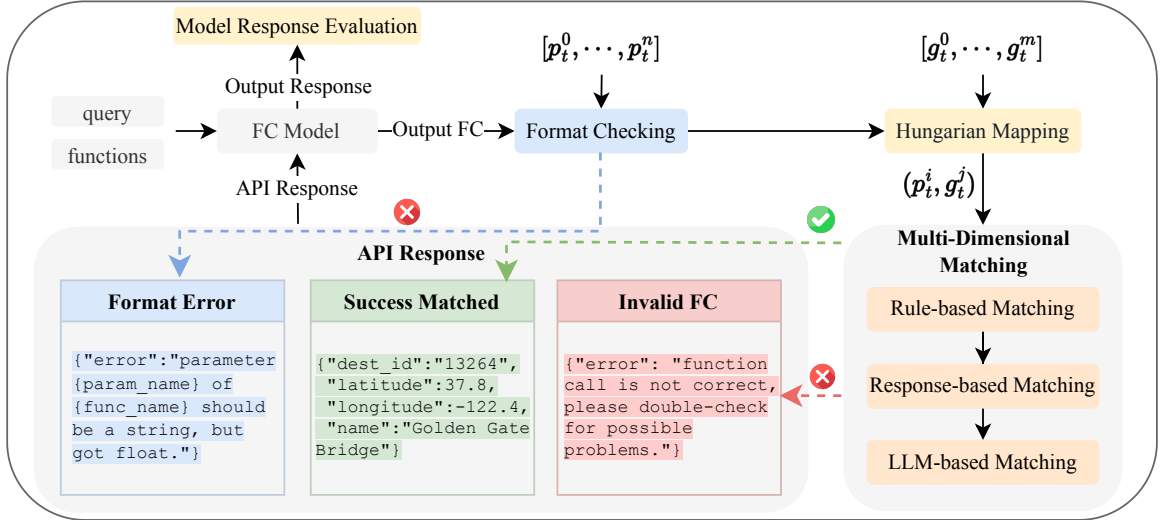 Model Response Evaluation
[p_t^0, ⋯, p_t^n]
[g_t^0, ⋯, g_t^m]
Output Response
query
functions
FC Model
Output FC
Format Checking
Hungarian Mapping
API Response
(p_t^i, g_t^j)
API Response
Multi-Dimensional
Matching
Format Error
{"error":"parameter
{param_name} of
{func_name} should
be a string, but
got float."}
Success Matched
{"dest_id":"13264",
"latitude":37.8,
"longitude":-122.4,
"name":"Golden Gate
Bridge"}
Invalid FC
{"error": "function
call is not correct,
please double-check
for possible
problems."}
Rule-based Matching
Response-based Matching
LLM-based Matching